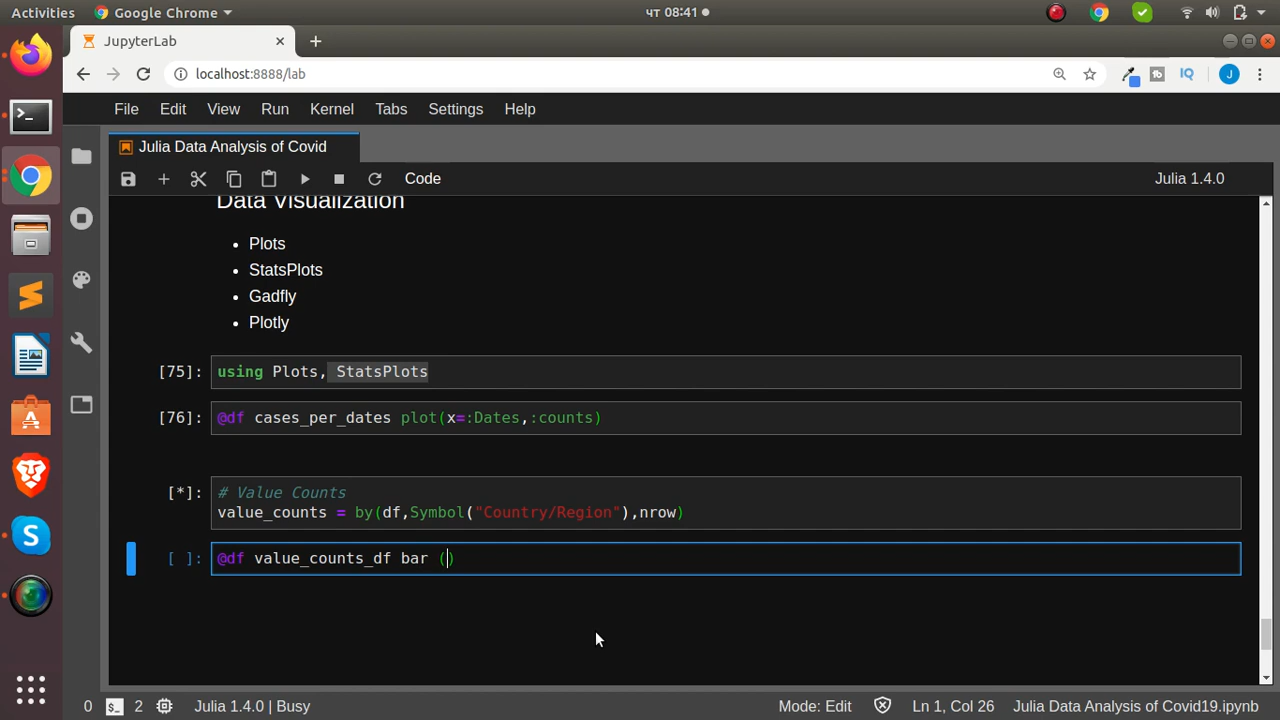 Activities Google Chrome чт 08:41
JupyterLab
localhost:8888/lab
IQ J
File Edit View Run Kernel Tabs Settings Help
Julia Data Analysis of Covid
Code Julia 1.4.0
Data Visualization
• Plots
• StatsPlots
• Gadfly
• Plotly
[75]: using Plots, StatsPlots
[76]: @df cases_per_dates plot(x=:Dates,:counts)
[*]: # Value Counts
value_counts = by(df,Symbol("Country/Region"),nrow)
[ ]: @df value_counts_df bar ()
0 2 Julia 1.4.0 | Busy Mode: Edit Ln 1, Col 26 Julia Data Analysis of Covid19.ipynb